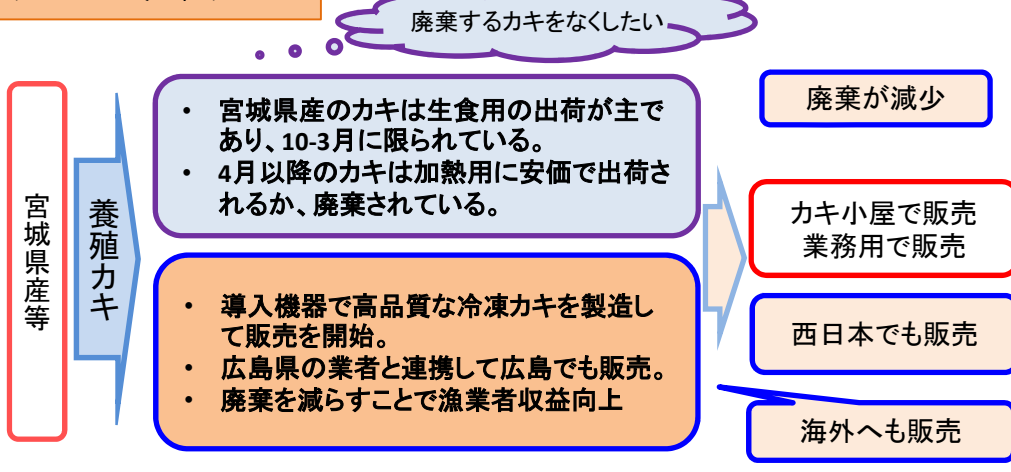 廃棄するカキをなくしたい
宮城県産等
養殖カキ
・ 宮城県産のカキは生食用の出荷が主で
あり、10-3月に限られている。
・ 4月以降のカキは加熱用に安価で出荷さ
れるか、廃棄されている。
・ 導入機器で高品質な冷凍カキを製造し
て販売を開始。
・ 広島県の業者と連携して広島でも販売。
・ 廃棄を減らすことで漁業者収益向上
廃棄が減少
カキ小屋で販売
業務用で販売
西日本でも販売
海外へも販売